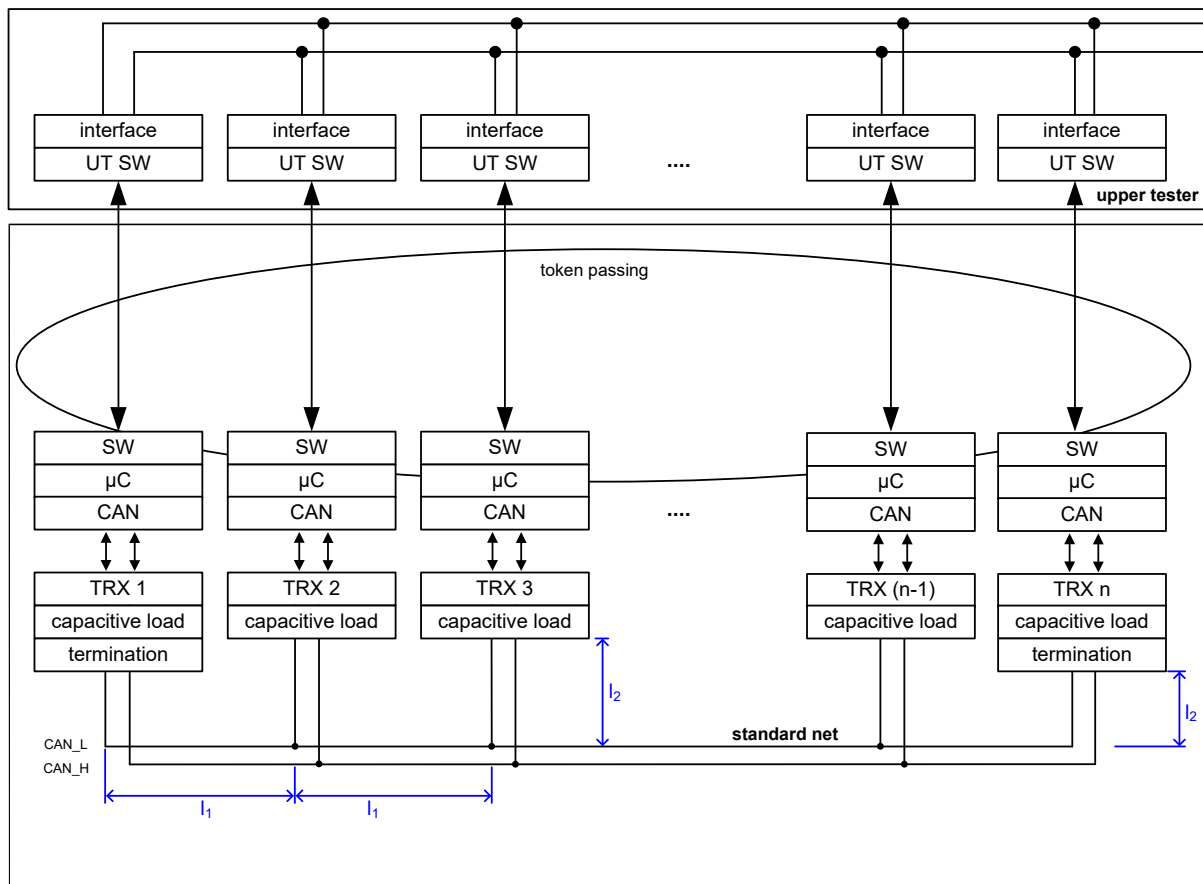 interface interface interface interface interface
UT SW UT SW UT SW .... UT SW UT SW
upper tester
token passing
SW SW SW SW SW
µC µC µC µC µC
CAN CAN CAN .... CAN CAN
TRX 1 TRX 2 TRX 3 TRX (n-1) TRX n
capacitive load capacitive load capacitive load capacitive load capacitive load
termination termination
l₂ l₂
standard net
CAN_L
CAN_H
l₁ l₁